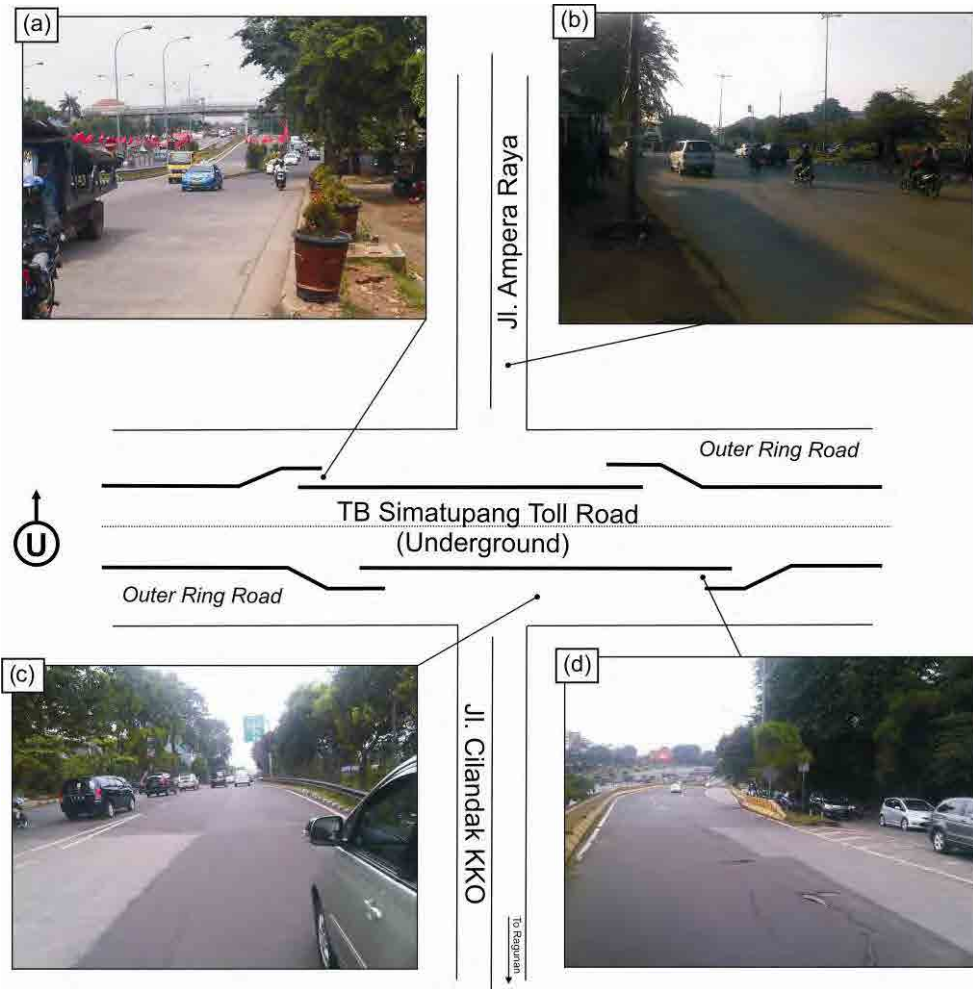 (a)
(b)
Jl. Ampera Raya
Outer Ring Road
TB Simatupang Toll Road
(Underground)
U
Outer Ring Road
(c)
(d)
Jl. Cilandak KKO
To Ragunan